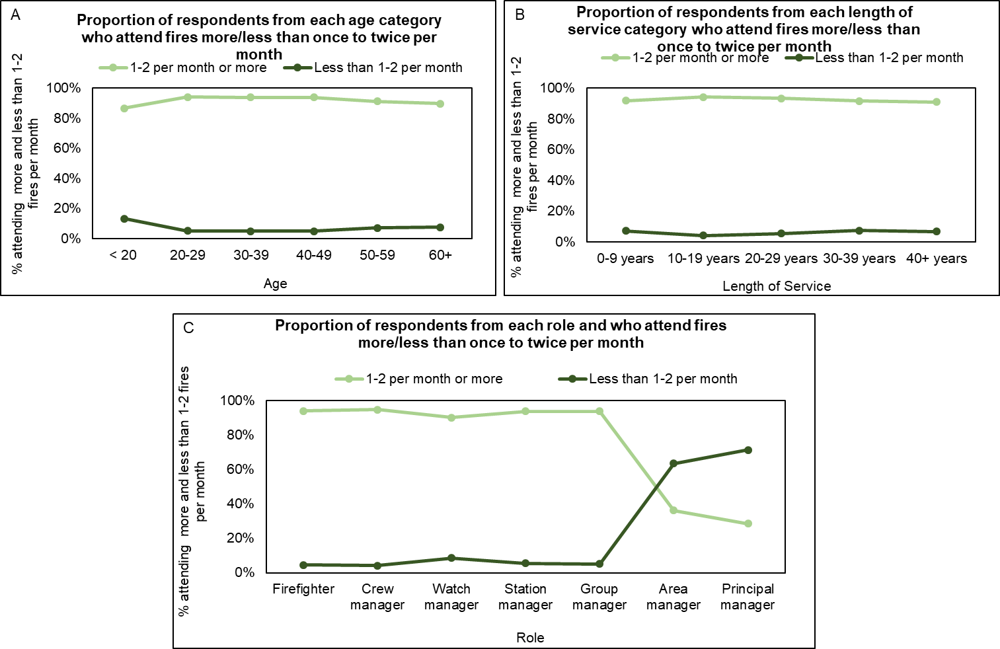 A
Proportion of respondents from each age category
who attend fires more/less than once to twice per
month
1-2 per month or more
Less than 1-2 per month
% attending  more and less than 1-2
fires per month
100%
80%
60%
40%
20%
0%
< 20
20-29
30-39
40-49
50-59
60+
Age
B
Proportion of respondents from each length of
service category who attend fires more/less than
once to twice per month
1-2 per month or more
Less than 1-2 per month
% attending  more and less than 1-2
fires per month
100%
80%
60%
40%
20%
0%
0-9 years
10-19 years
20-29 years
30-39 years
40+ years
Length of Service
C
Proportion of respondents from each role and who attend fires
more/less than once to twice per month
1-2 per month or more
Less than 1-2 per month
% attending  more and less than 1-2 fires
per month
100%
80%
60%
40%
20%
0%
Firefighter
Crew
manager
Watch
manager
Station
manager
Group
manager
Area
manager
Principal
manager
Role